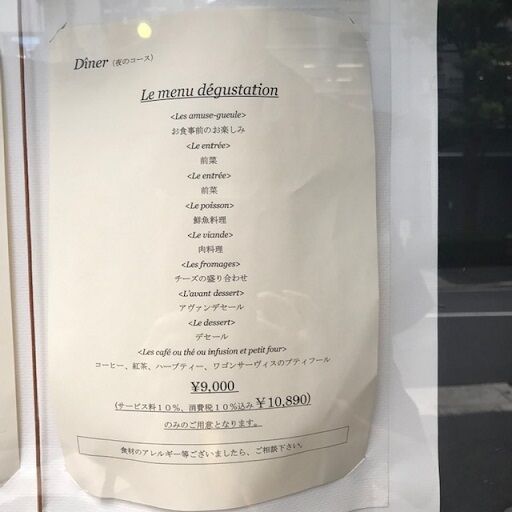 Dîner（夜のコース）
Le menu dégustation
<Les amuse-gueule>
お食事前のお楽しみ
<Le entrée>
前菜
<Le entrée>
前菜
<Le poisson>
鮮魚料理
<Le viande>
肉料理
<Les fromages>
チーズの盛り合わせ
<L'avant dessert>
アヴァンデセール
<Le dessert>
デセール
<Les café ou thé ou infusion et petit four>
コーヒー、紅茶、ハーブティー、ワゴンサーヴィスのプティフール
¥9,000
(サービス料１０％、消費税１０％込み￥10,890)
のみのご用意となります。
食材のアレルギー等ございましたら、ご相談下さい。